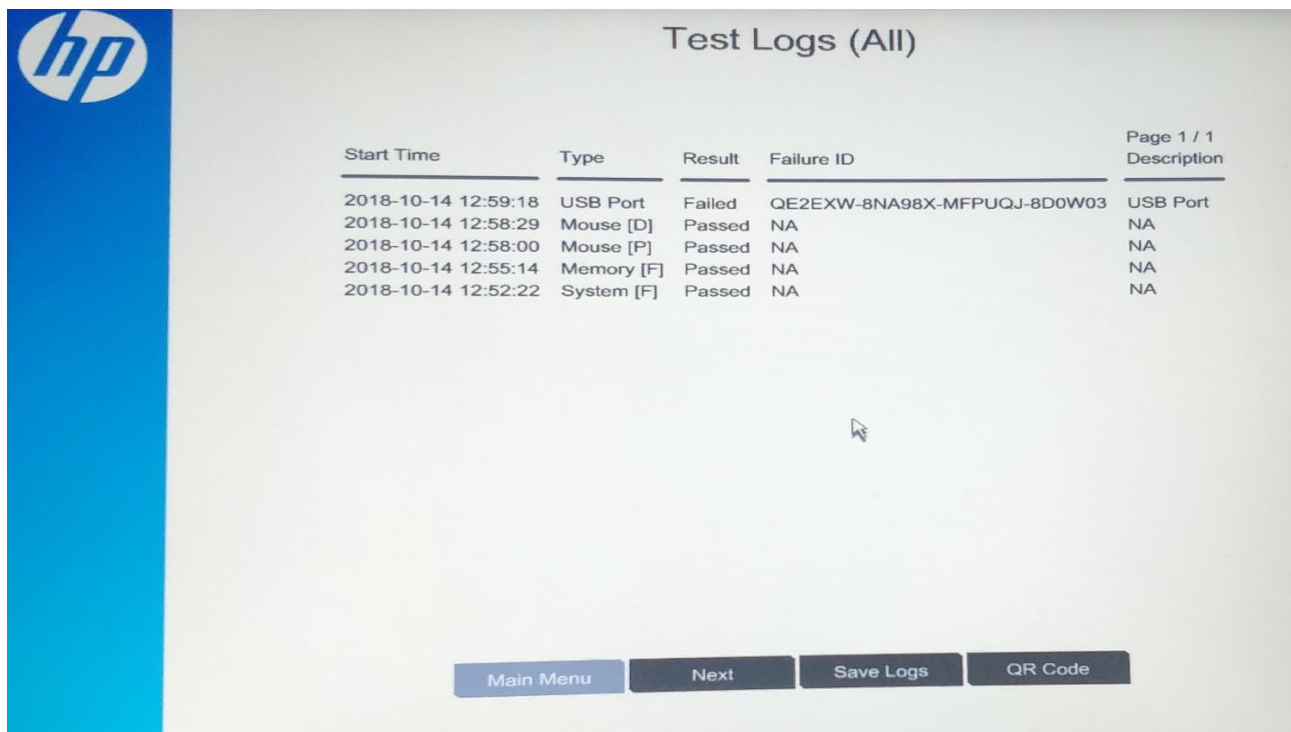 hp
Test Logs (All)
Page 1 / 1
Start Time Type Result Failure ID Description
2018-10-14 12:59:18 USB Port Failed QE2EXW-8NA98X-MFPUQJ-8D0W03 USB Port
2018-10-14 12:58:29 Mouse [D] Passed NA NA
2018-10-14 12:58:00 Mouse [P] Passed NA NA
2018-10-14 12:55:14 Memory [F] Passed NA NA
2018-10-14 12:52:22 System [F] Passed NA NA
Main Menu Next Save Logs QR Code